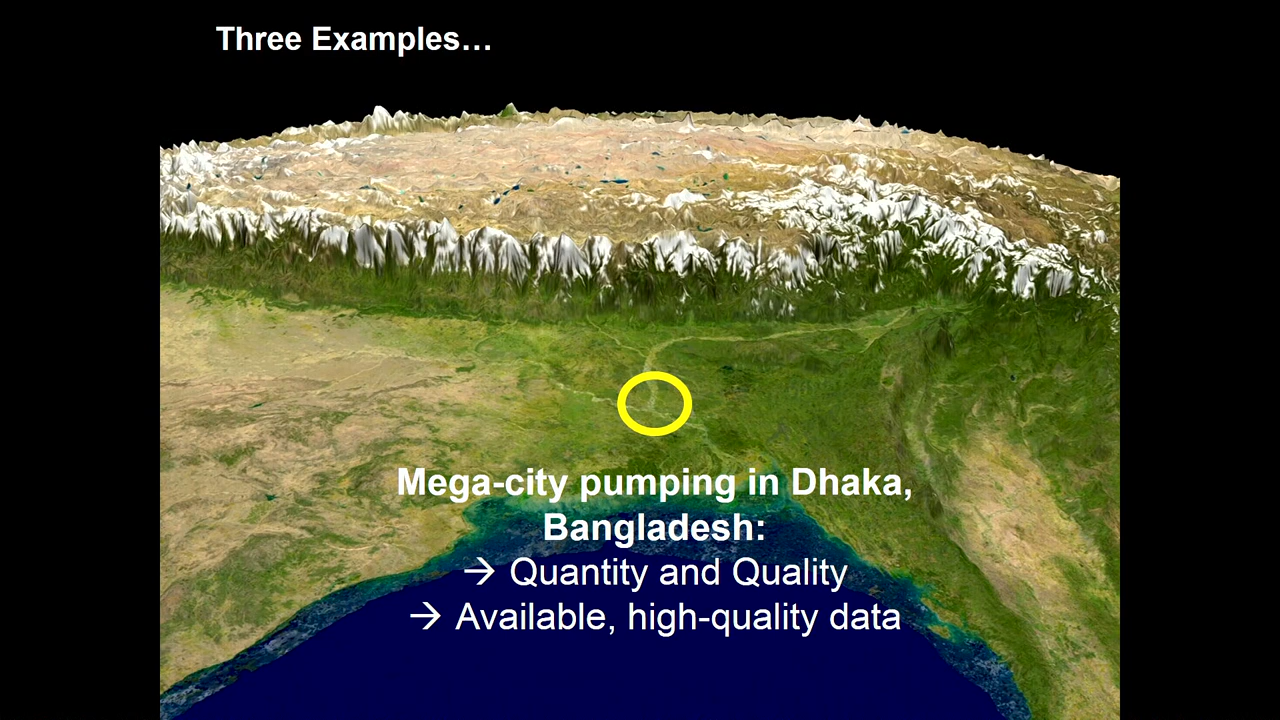 Three Examples…
Mega-city pumping in Dhaka,
Bangladesh:
→ Quantity and Quality
→ Available, high-quality data